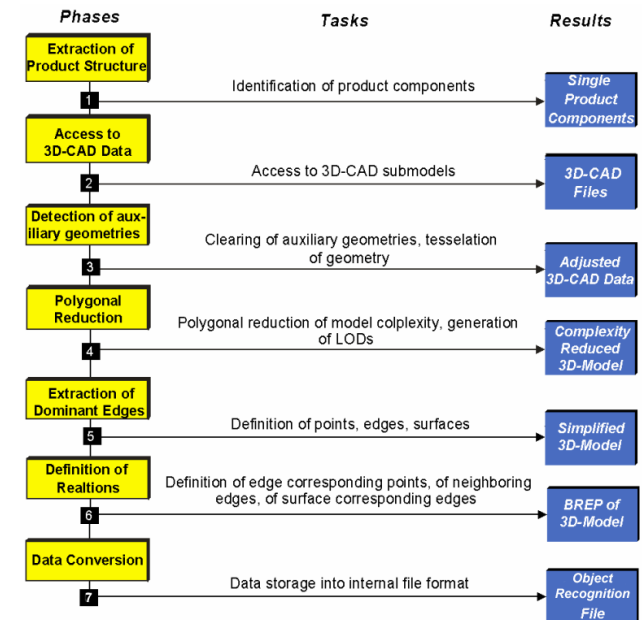 Phases Tasks Results
Extraction of
Product Structure
1
Identification of product components
Single
Product
Components
Access to
3D-CAD Data
2
Access to 3D-CAD submodels
3D-CAD
Files
Detection of aux-
iliary geometries
3
Clearing of auxiliary geometries, tesselation
of geometry
Adjusted
3D-CAD Data
Polygonal
Reduction
4
Polygonal reduction of model colplexity, generation
of LODs
Complexity
Reduced
3D-Model
Extraction of
Dominant Edges
5
Definition of points, edges, surfaces
Simplified
3D-Model
Definition of
Realtions
6
Definition of edge corresponding points, of neighboring
edges, of surface corresponding edges
BREP of
3D-Model
Data Conversion
7
Data storage into internal file format
Object
Recognition
File